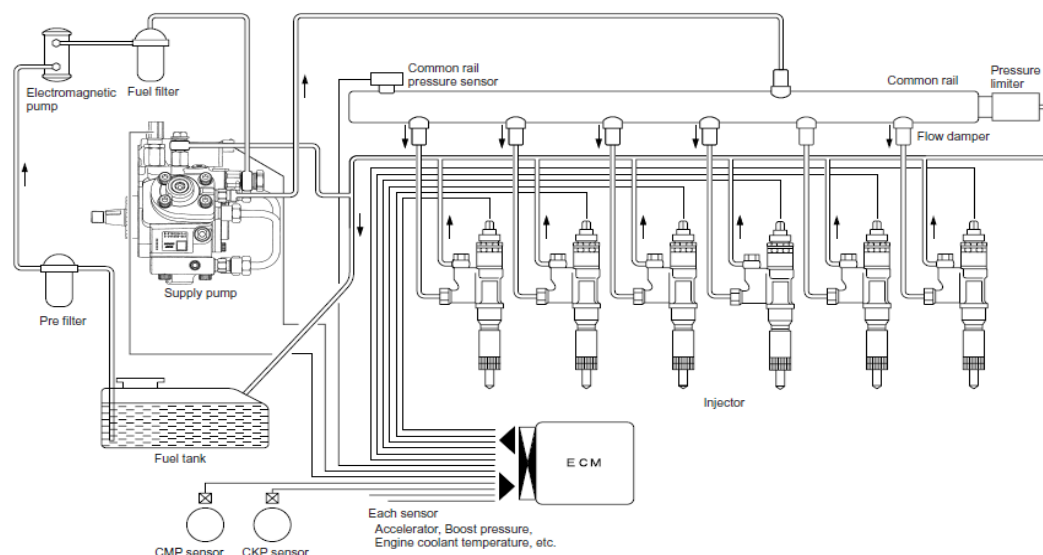 Electromagnetic
pump
Fuel filter
Common rail
pressure sensor
Common rail
Pressure
limiter
Flow damper
Supply pump
Pre filter
Injector
Fuel tank
ECM
Each sensor
Accelerator, Boost pressure,
Engine coolant temperature, etc.
CMP sensor
CKP sensor